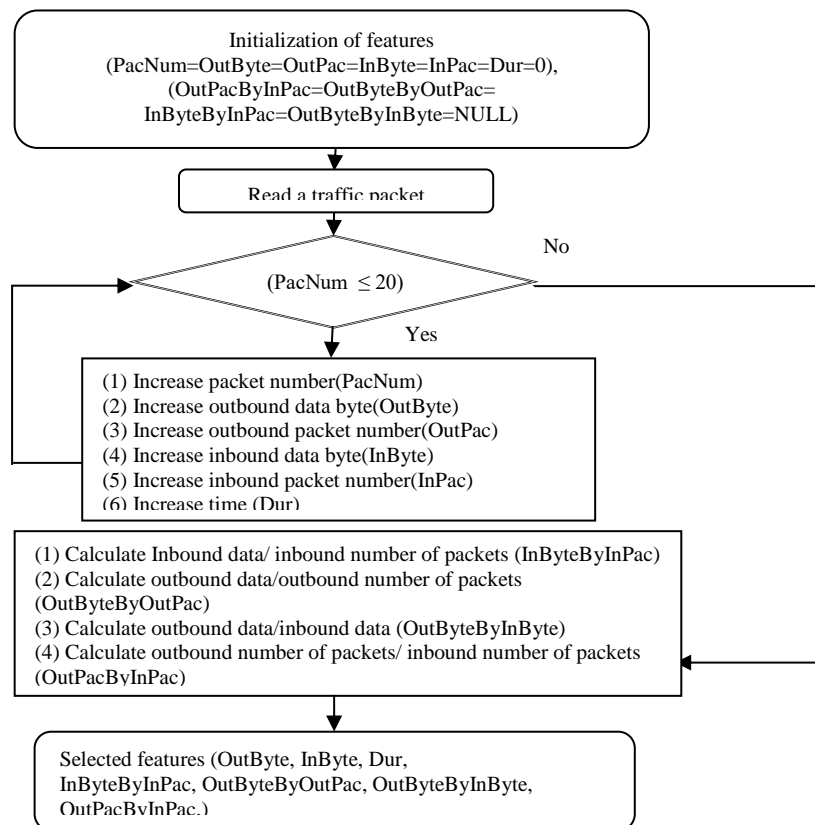 Initialization of features
(PacNum=OutByte=OutPac=InByte=InPac=Dur=0),
(OutPacByInPac=OutByteByOutPac=
InByteByInPac=OutByteByInByte=NULL)
Read a traffic packet
No
(PacNum ≤ 20)
Yes
(1) Increase packet number(PacNum)
(2) Increase outbound data byte(OutByte)
(3) Increase outbound packet number(OutPac)
(4) Increase inbound data byte(InByte)
(5) Increase inbound packet number(InPac)
(6) Increase time (Dur)
(1) Calculate Inbound data/ inbound number of packets (InByteByInPac)
(2) Calculate outbound data/outbound number of packets
(OutByteByOutPac)
(3) Calculate outbound data/inbound data (OutByteByInByte)
(4) Calculate outbound number of packets/ inbound number of packets
(OutPacByInPac)
Selected features (OutByte, InByte, Dur,
InByteByInPac, OutByteByOutPac, OutByteByInByte,
OutPacByInPac.)